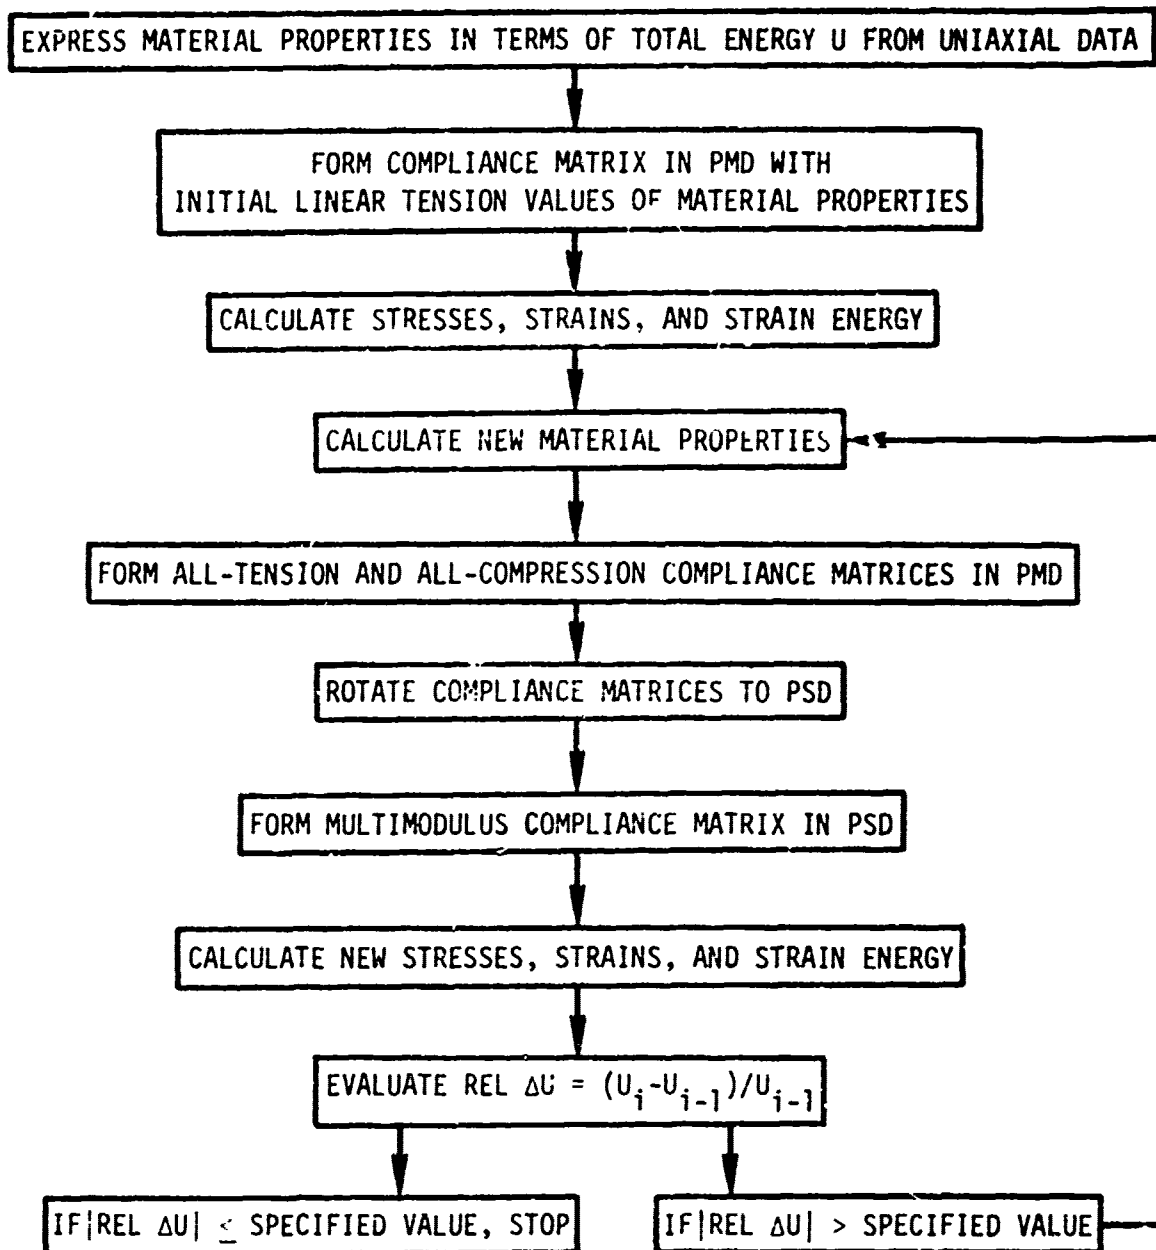 EXPRESS MATERIAL PROPERTIES IN TERMS OF TOTAL ENERGY U FROM UNIAXIAL DATA
FORM COMPLIANCE MATRIX IN PMD WITH
INITIAL LINEAR TENSION VALUES OF MATERIAL PROPERTIES
CALCULATE STRESSES, STRAINS, AND STRAIN ENERGY
CALCULATE NEW MATERIAL PROPERTIES
FORM ALL-TENSION AND ALL-COMPRESSION COMPLIANCE MATRICES IN PMD
ROTATE COMPLIANCE MATRICES TO PSD
FORM MULTIMODULUS COMPLIANCE MATRIX IN PSD
CALCULATE NEW STRESSES, STRAINS, AND STRAIN ENERGY
EVALUATE REL ΔU = (U_i-U_{i-1})/U_{i-1}
IF|REL ΔU| ≤ SPECIFIED VALUE, STOP
IF|REL ΔU| > SPECIFIED VALUE